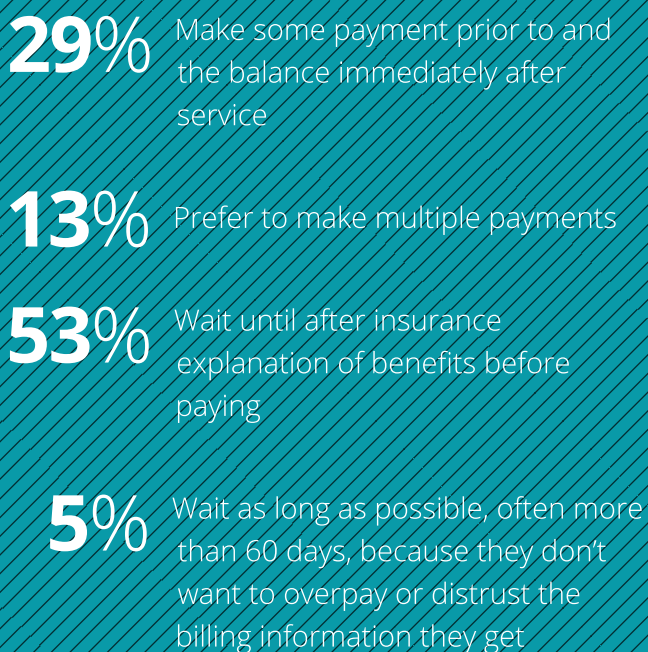 29% Make some payment prior to and
the balance immediately after
service
13% Prefer to make multiple payments
53% Wait until after insurance
explanation of benefits before
paying
5% Wait as long as possible, often more
than 60 days, because they don’t
want to overpay or distrust the
billing information they get